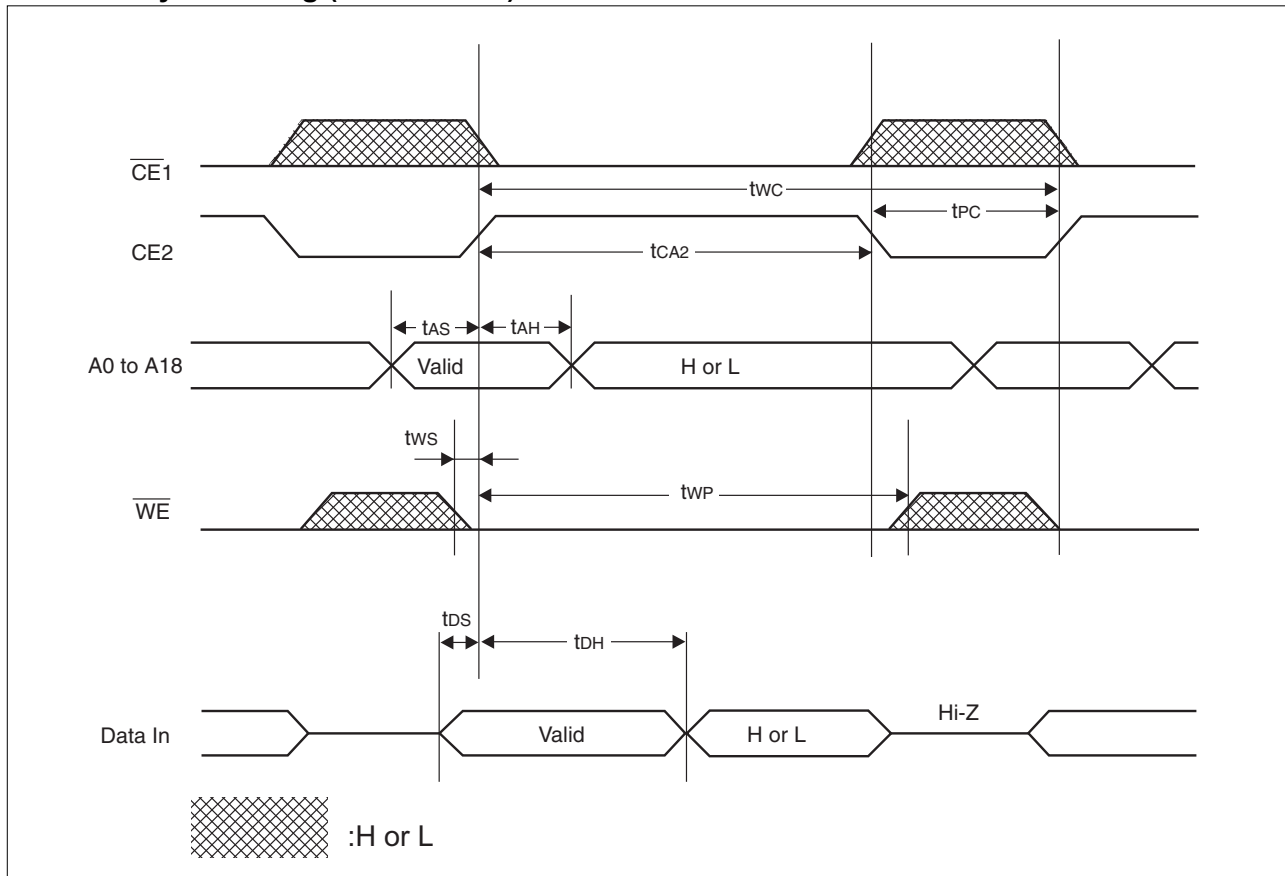 CE1
tWC
tPC
CE2
tCA2
tAS
tAH
A0 to A18
Valid
H or L
tWS
tWP
WE
tDS
tDH
Hi-Z
Data In
Valid
H or L
:H or L